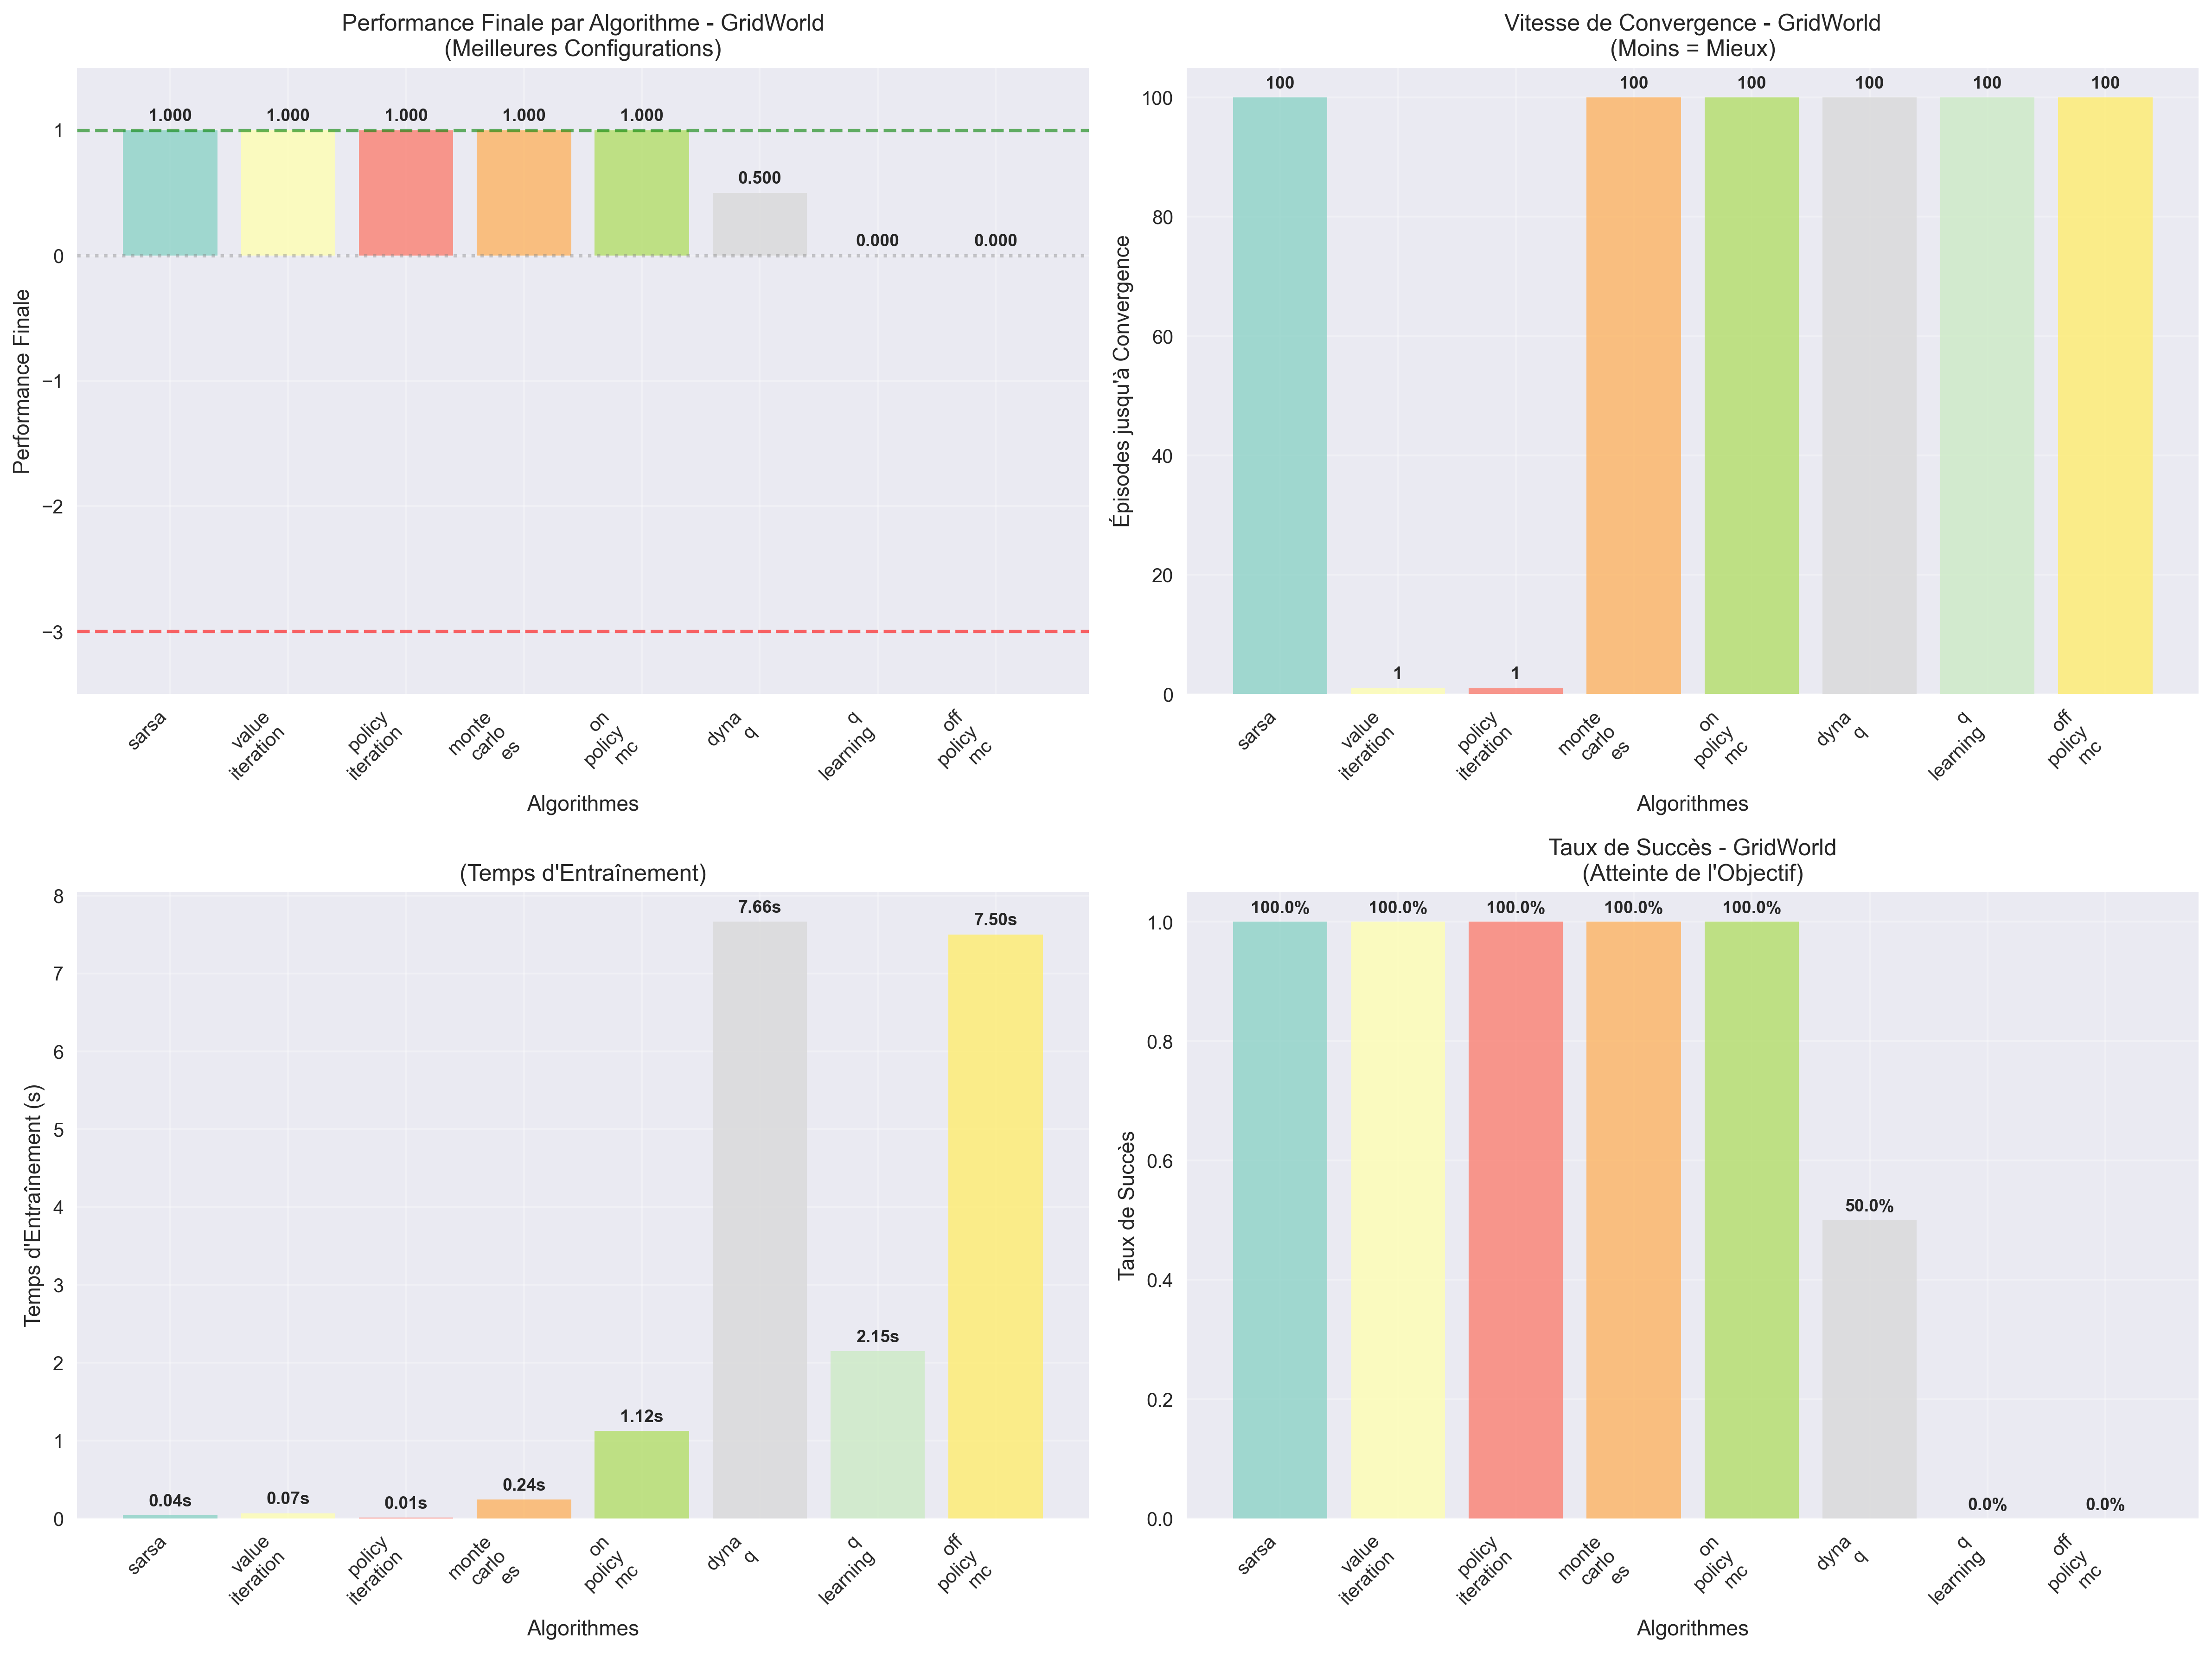 Performance Finale par Algorithme - GridWorld
(Meilleures Configurations)
1.000
1.000
1.000
1.000
1.000
0.500
0.000
0.000
1
0
−1
−2
−3
Performance Finale
sarsa
value
iteration
policy
iteration
monte
carlo
es
on
policy
mc
dyna
q
q
learning
off
policy
mc
Algorithmes
Vitesse de Convergence - GridWorld
(Moins = Mieux)
100
1
1
100
100
100
100
100
100
80
60
40
20
0
Épisodes jusqu'à Convergence
sarsa
value
iteration
policy
iteration
monte
carlo
es
on
policy
mc
dyna
q
q
learning
off
policy
mc
Algorithmes
(Temps d'Entraînement)
0.04s
0.07s
0.01s
0.24s
1.12s
7.66s
2.15s
7.50s
8
7
6
5
4
3
2
1
0
Temps d'Entraînement (s)
sarsa
value
iteration
policy
iteration
monte
carlo
es
on
policy
mc
dyna
q
q
learning
off
policy
mc
Algorithmes
Taux de Succès - GridWorld
(Atteinte de l'Objectif)
100.0%
100.0%
100.0%
100.0%
100.0%
50.0%
0.0%
0.0%
1.0
0.8
0.6
0.4
0.2
0.0
Taux de Succès
sarsa
value
iteration
policy
iteration
monte
carlo
es
on
policy
mc
dyna
q
q
learning
off
policy
mc
Algorithmes